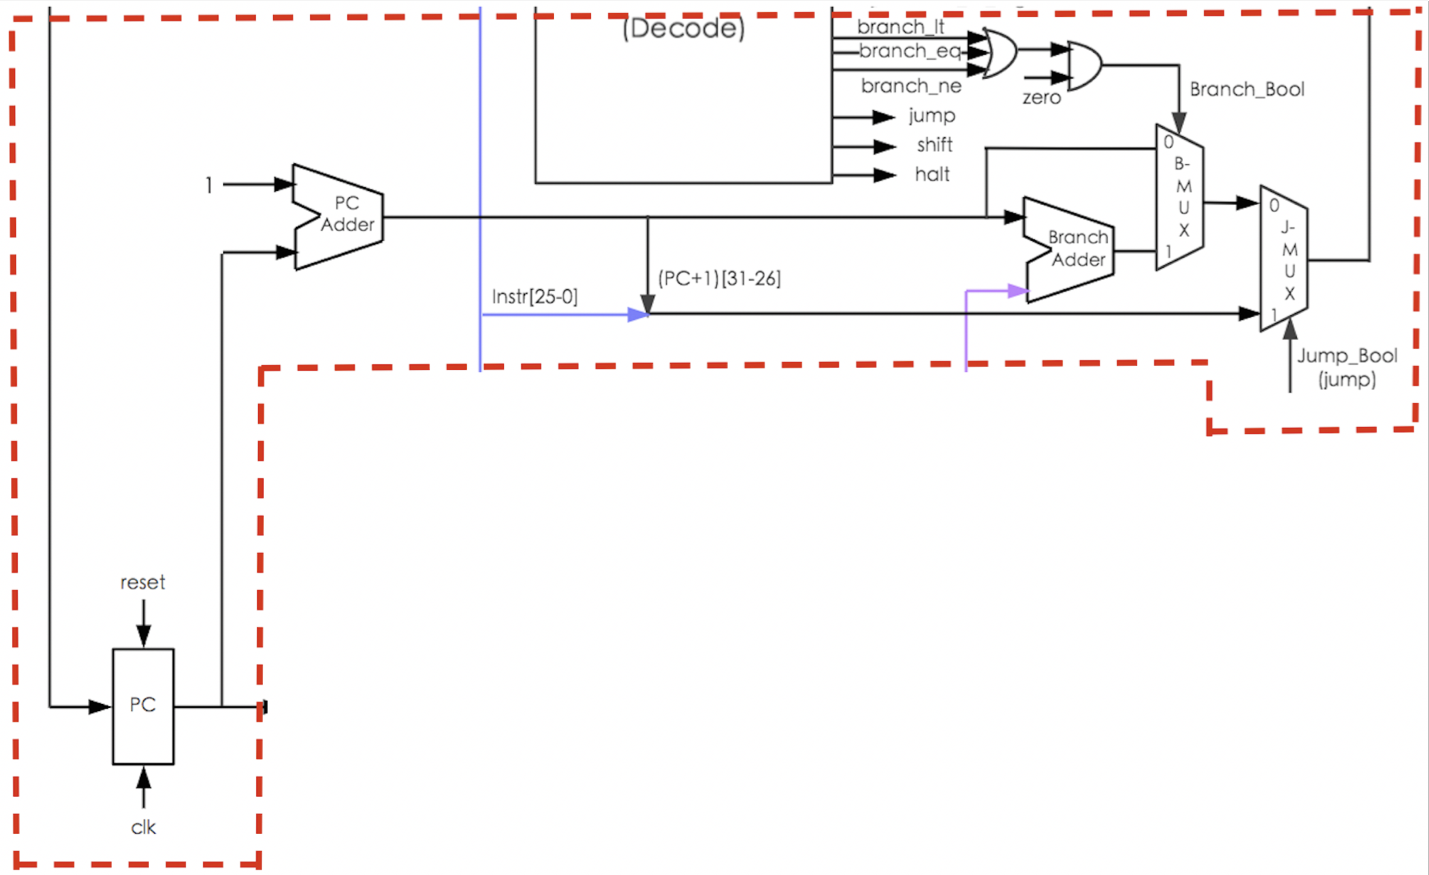 (Decode)
branch_lt
branch_eq
branch_ne
zero
Branch_Bool
jump
shift
halt
1
PC
Adder
0
B-
M
U
X
1
Branch
Adder
0
J-
M
U
X
1
(PC+1)[31-26]
Instr[25-0]
Jump_Bool
(jump)
reset
PC
clk